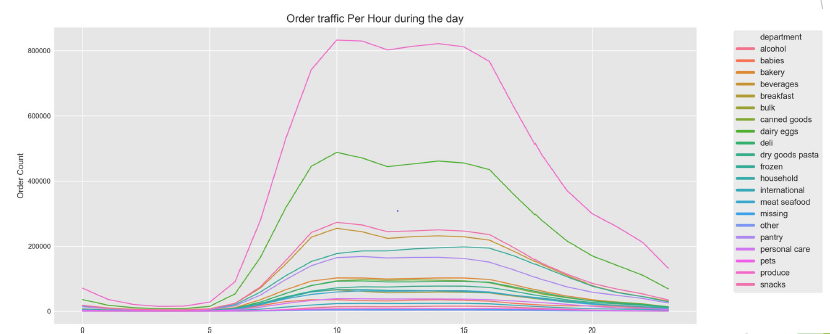 Order traffic Per Hour during the day
800000
600000
400000
200000
0
Order Count
0
5
10
15
20
department
alcohol
babies
bakery
beverages
breakfast
bulk
canned goods
dairy eggs
deli
dry goods pasta
frozen
household
international
meat seafood
missing
other
pantry
personal care
pets
produce
snacks